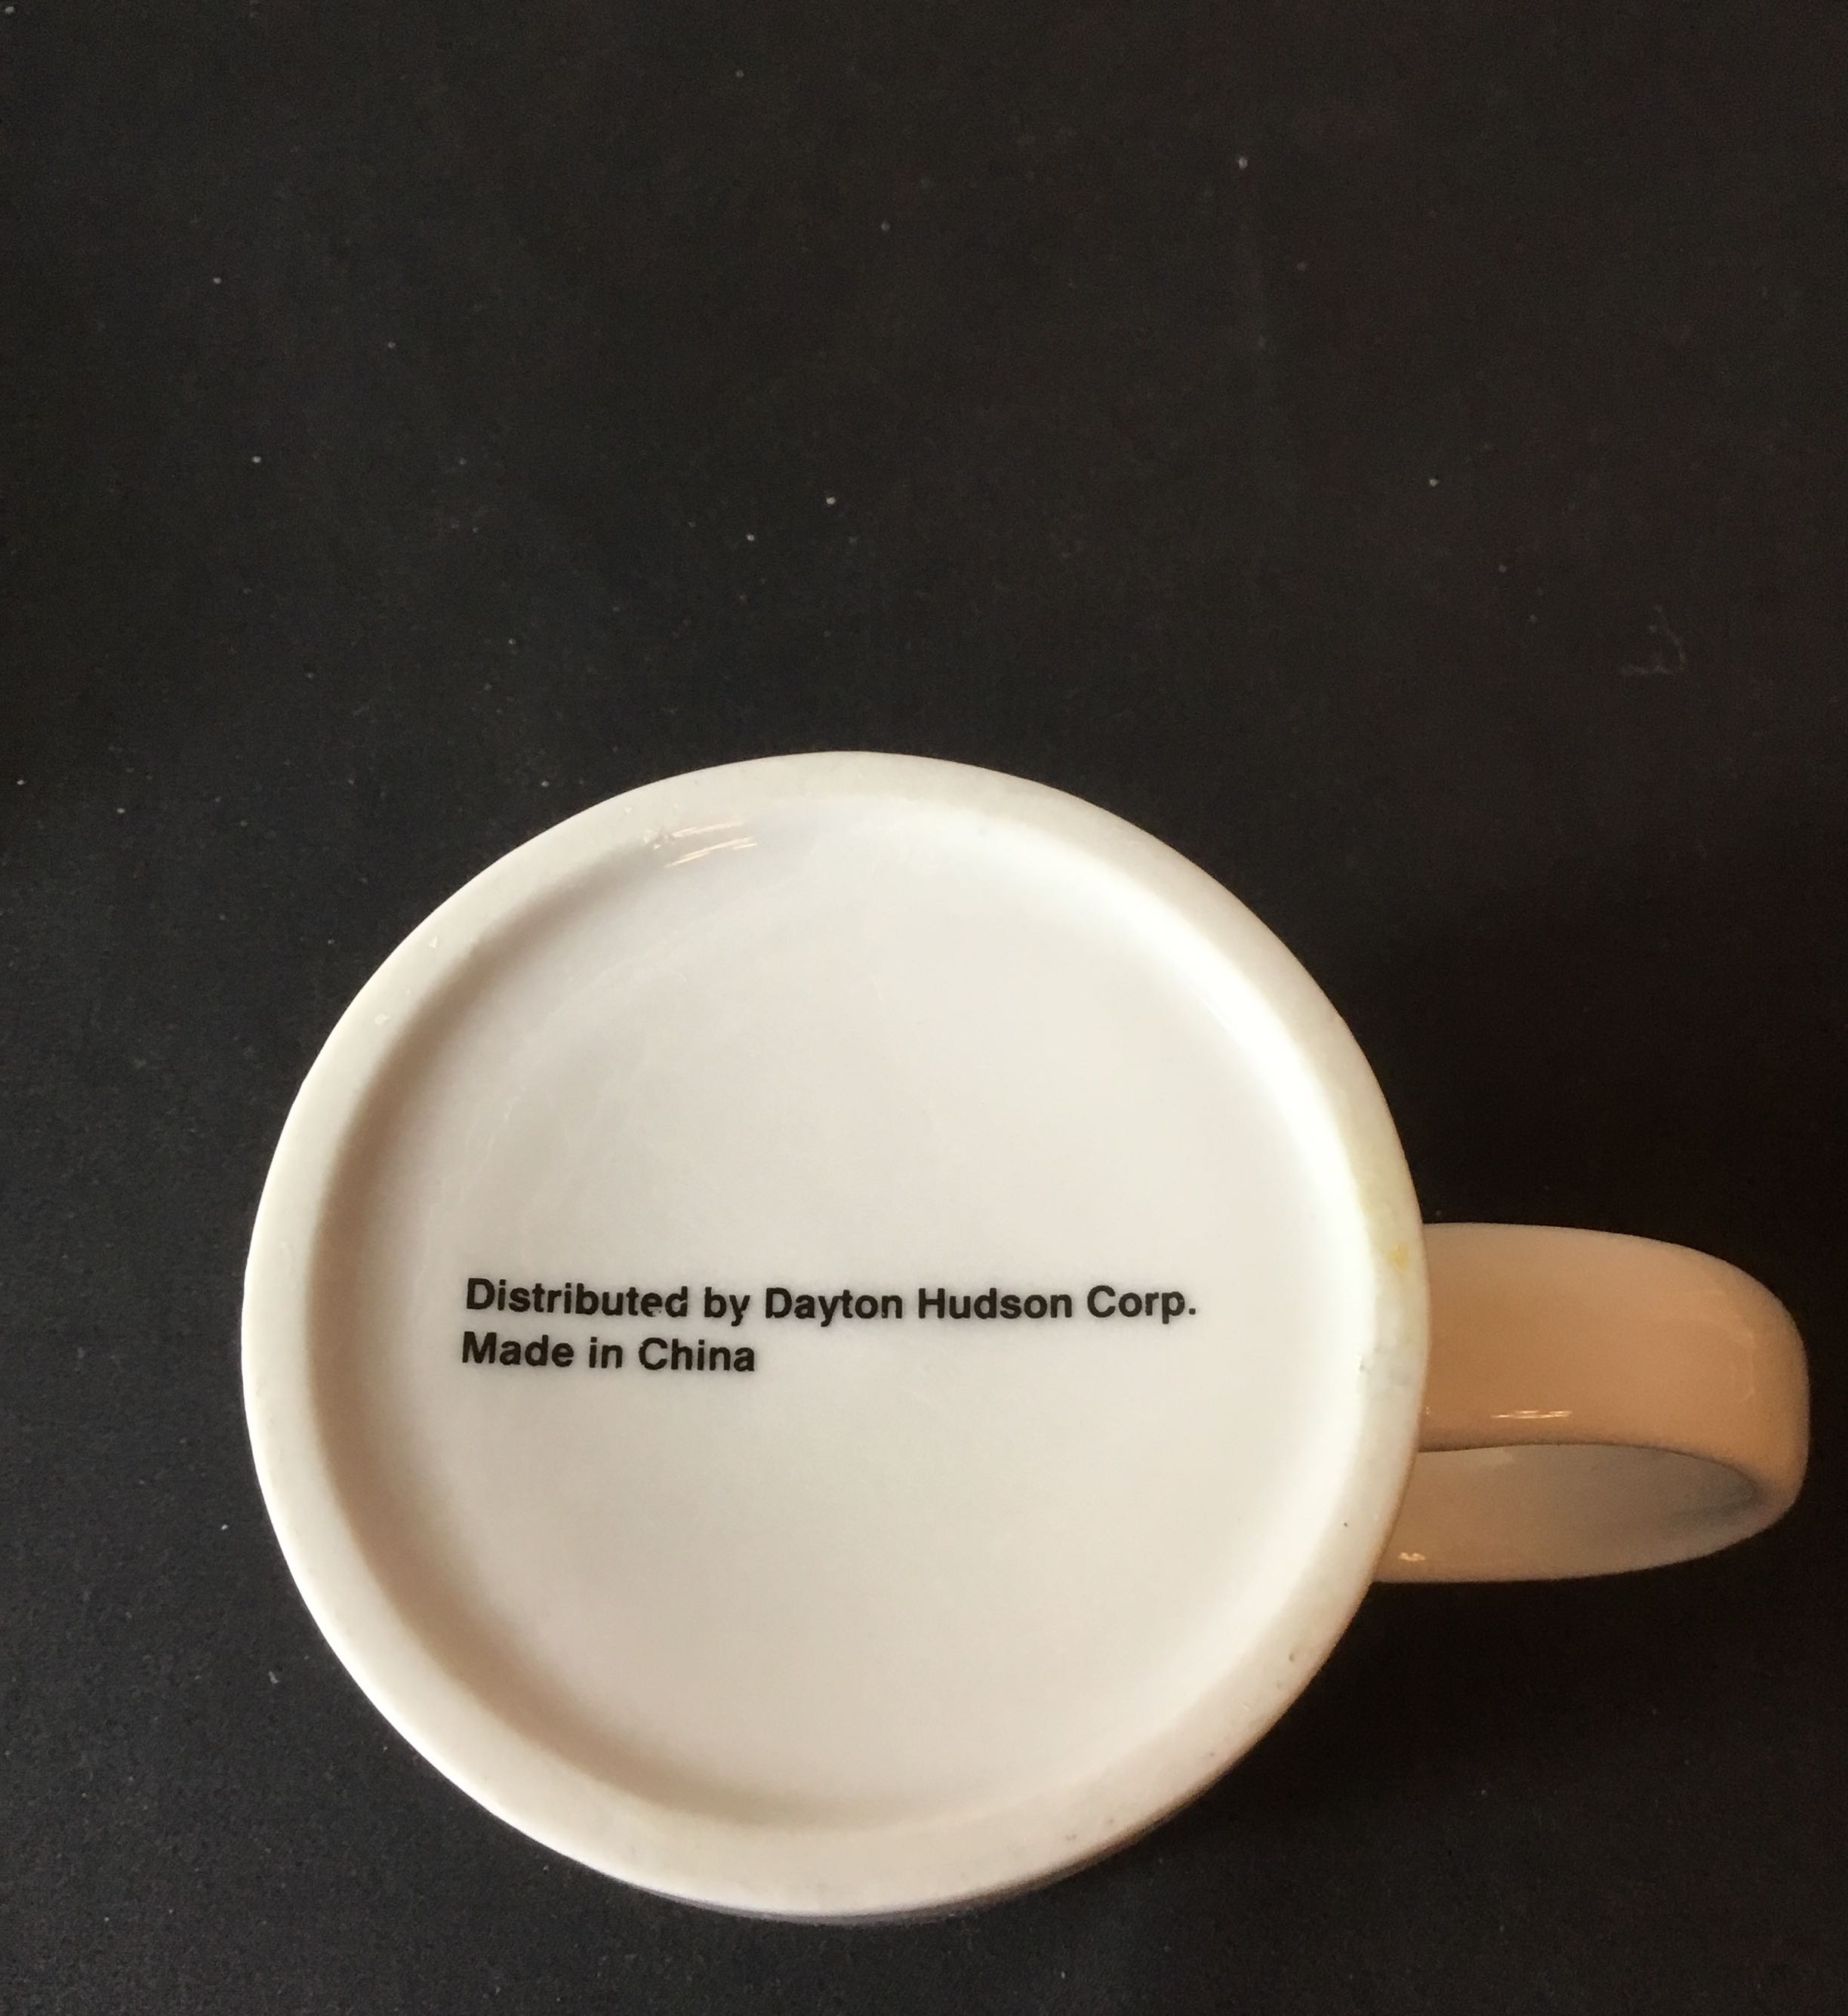 Distributed by Dayton Hudson Corp.
Made in China